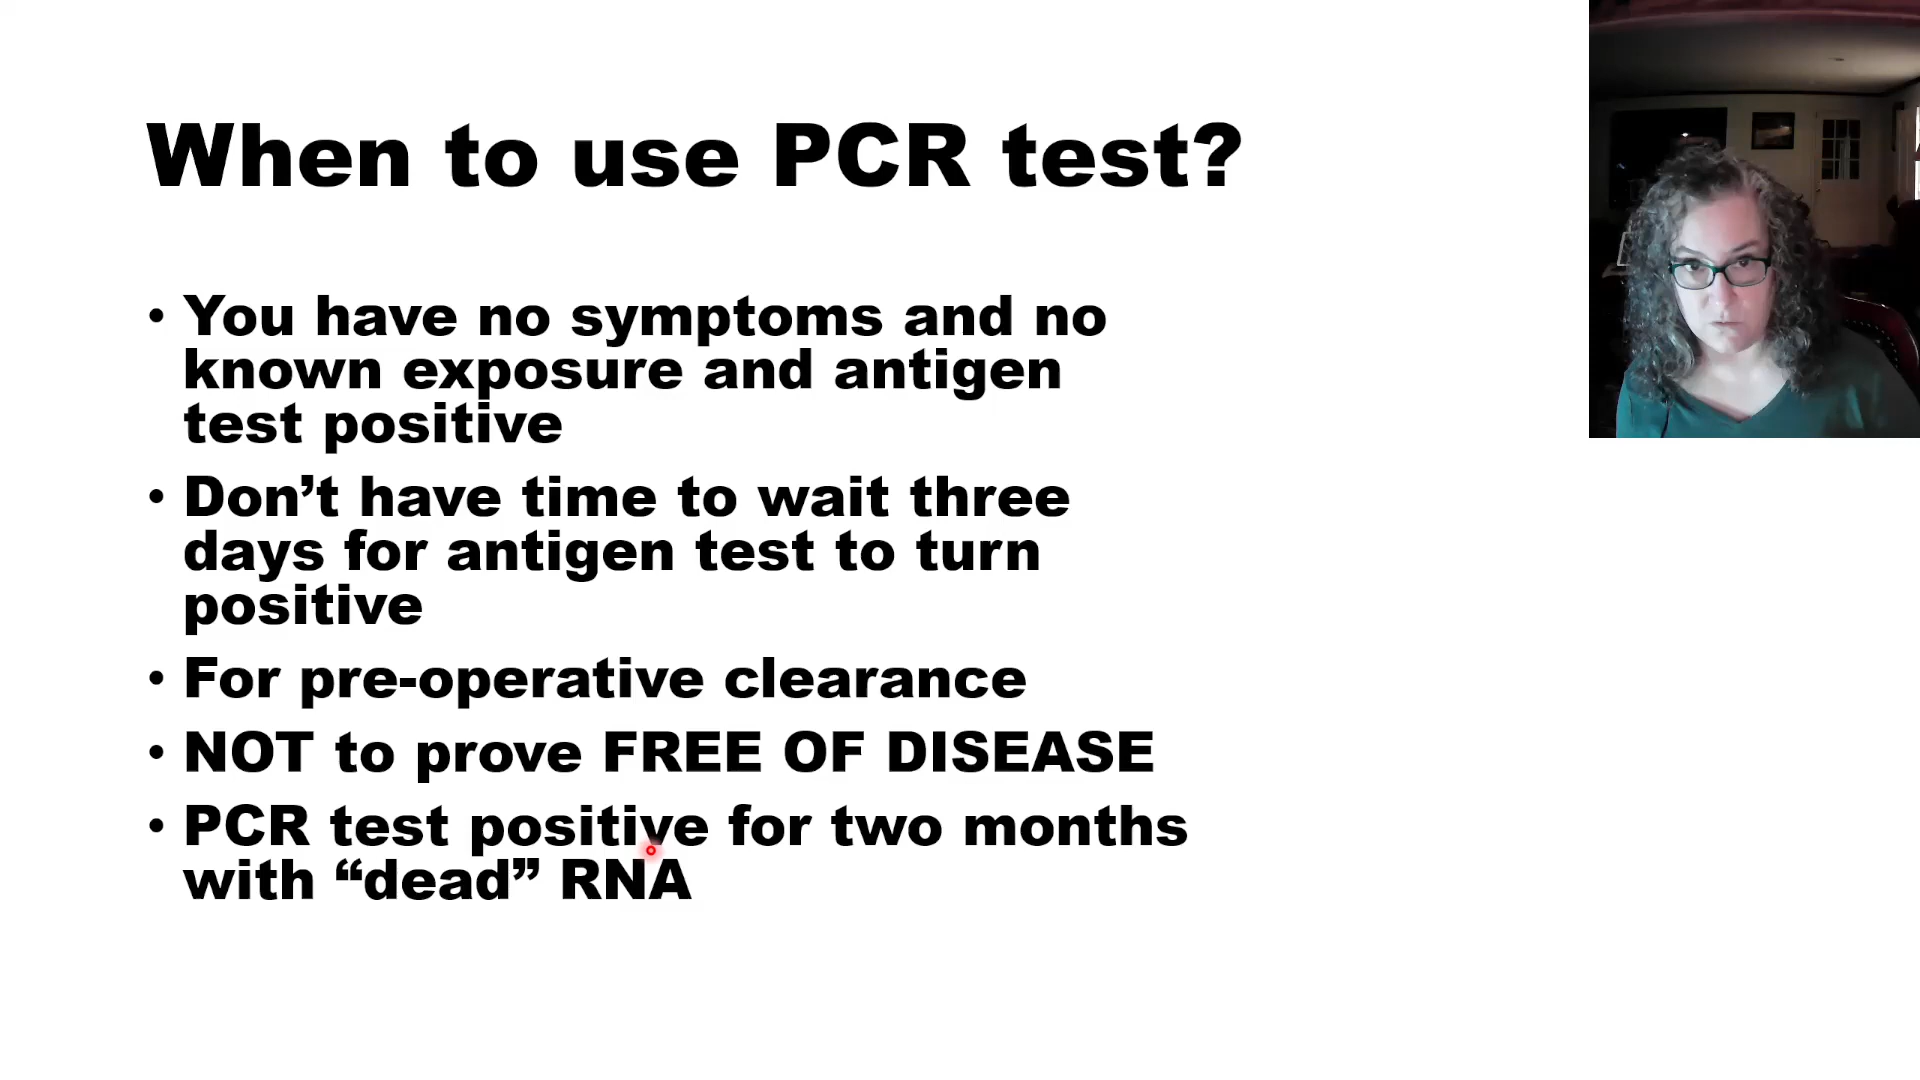 When to use PCR test?
• You have no symptoms and no
known exposure and antigen
test positive
• Don’t have time to wait three
days for antigen test to turn
positive
• For pre-operative clearance
• NOT to prove FREE OF DISEASE
• PCR test positive for two months
with “dead” RNA